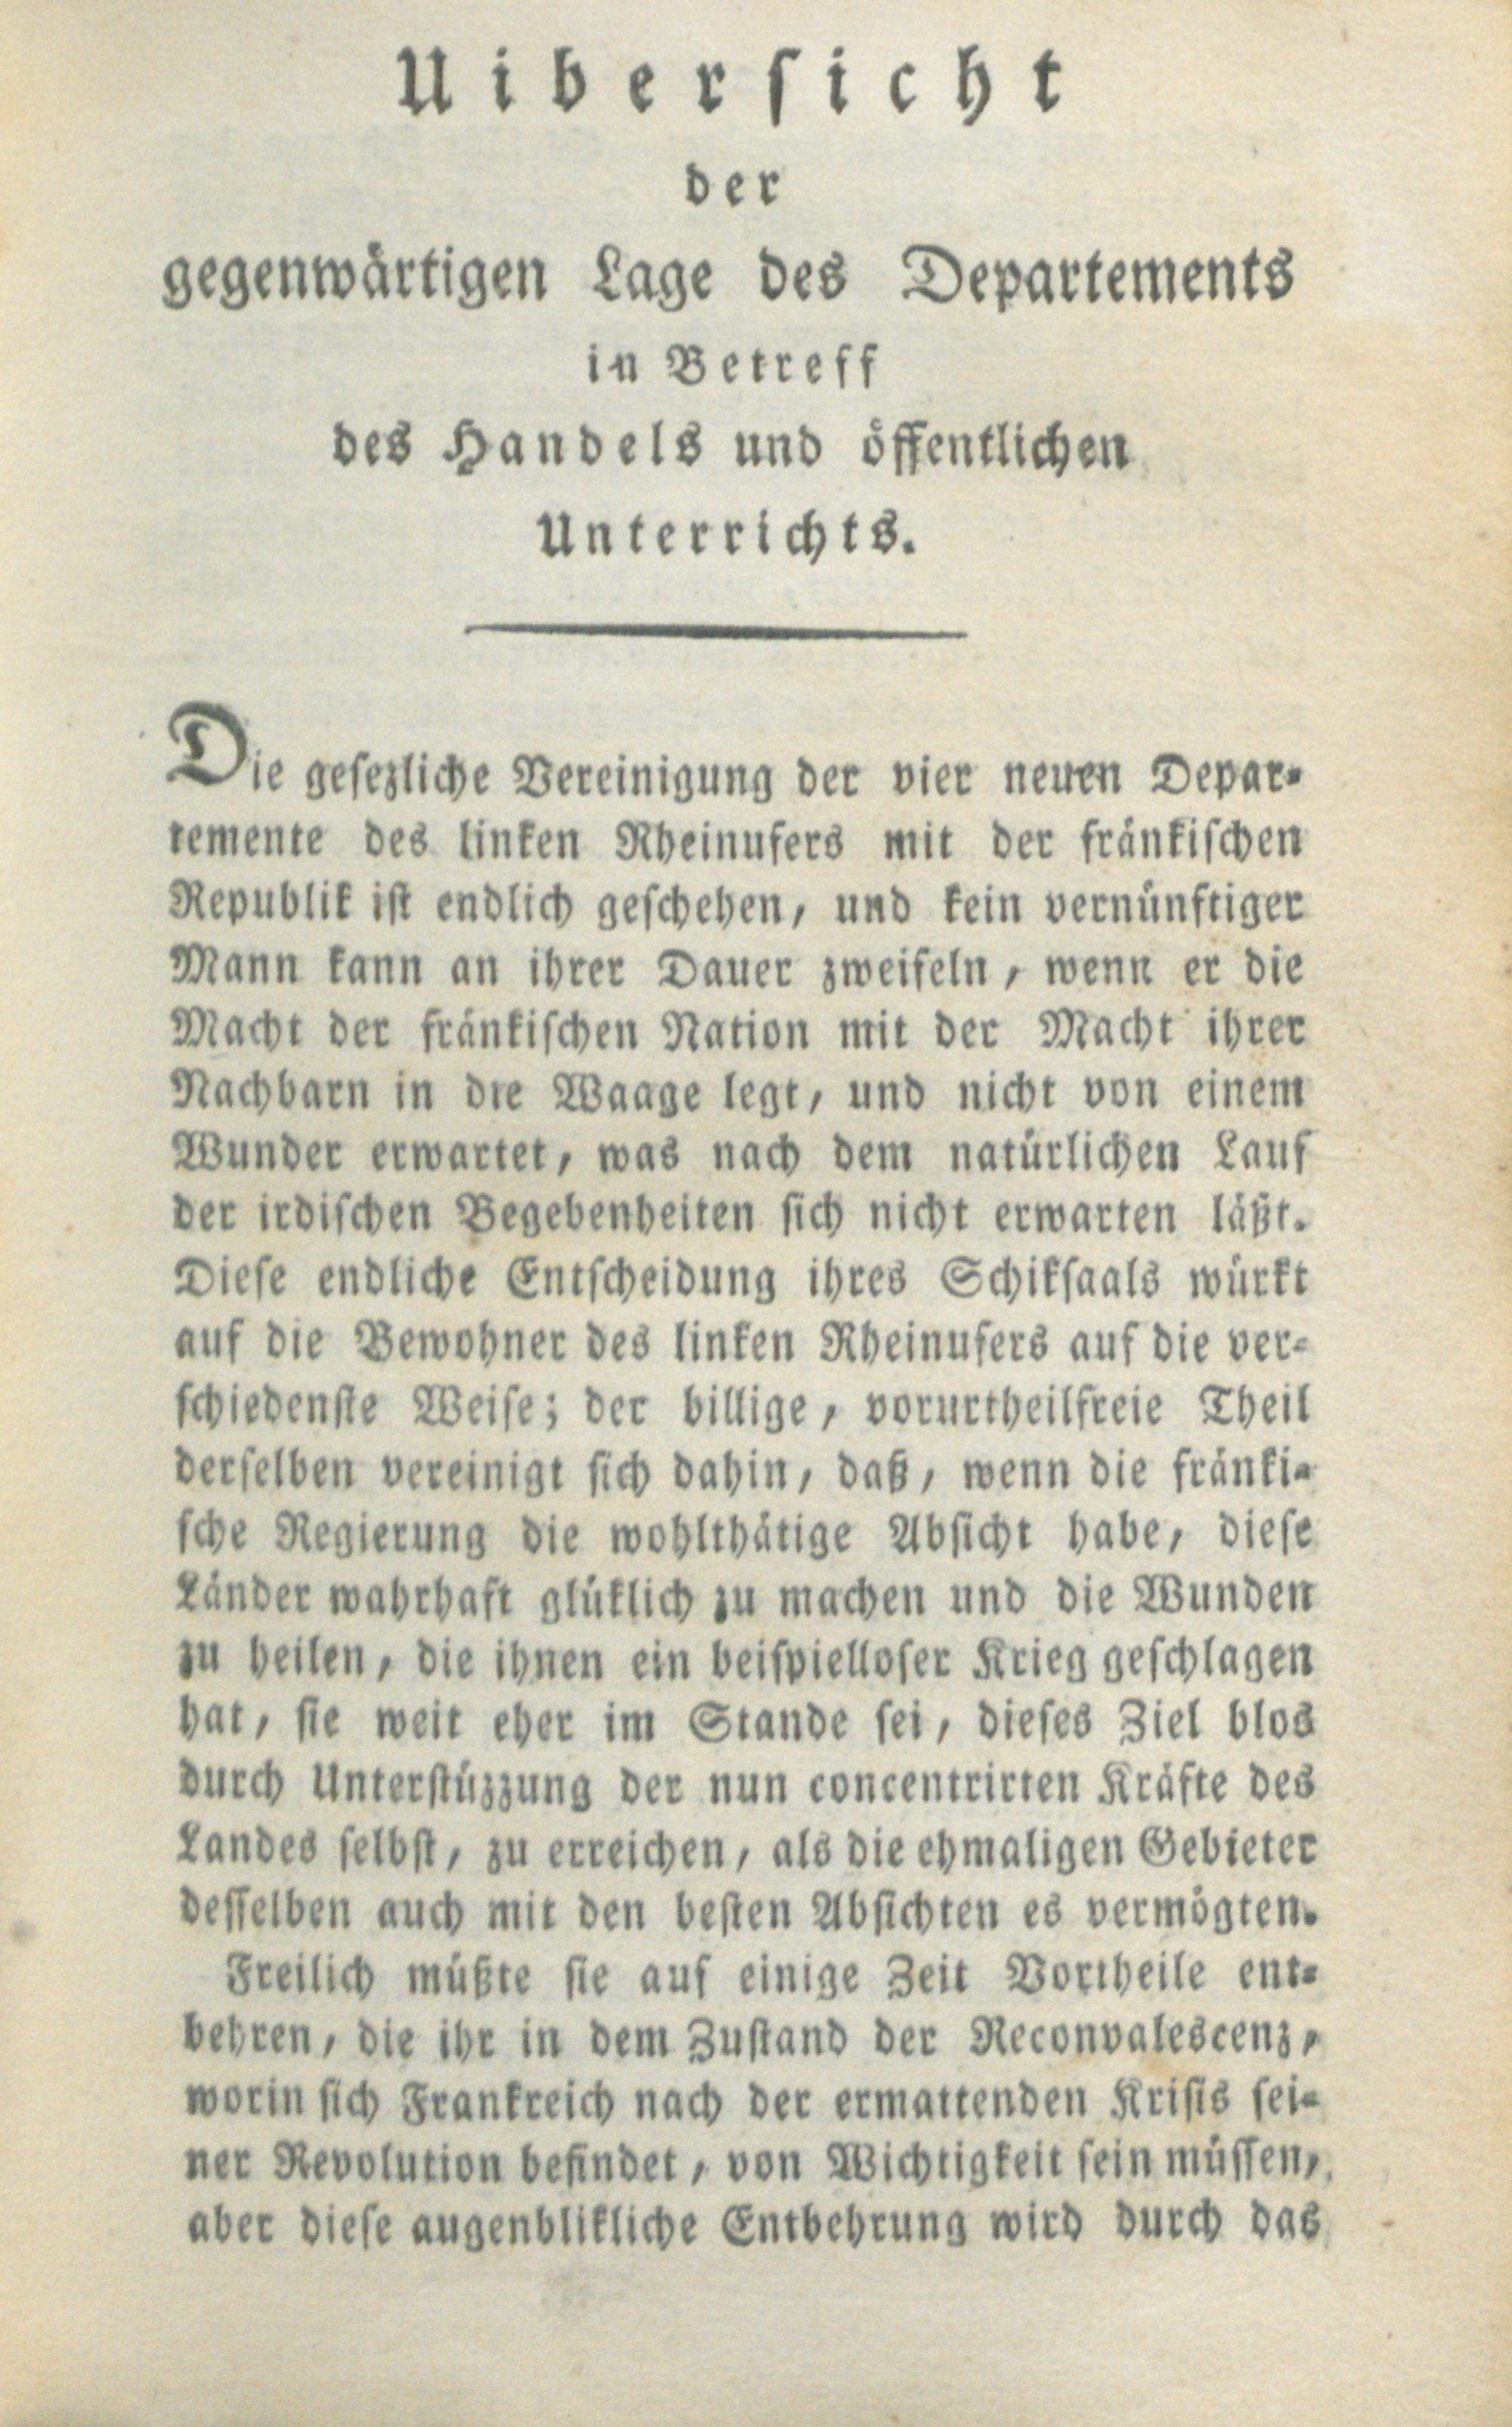 Uibersicht
der
gegenwärtigen Lage des Departements
in Betreff
des Handels und öffentlichen
Unterrichts.
Die gesezliche Vereinigung der vier neuen Depar-
temente des linken Rheinufers mit der fränkischen
Republik ist endlich geschehen, und kein vernünftiger
Mann kann an ihrer Dauer zweifeln, wenn er die
Macht der fränkischen Nation mit der Macht ihrer
Nachbarn in die Waage legt, und nicht von einem
Wunder erwartet, was nach dem natürlichen Lauf
der irdischen Begebenheiten sich nicht erwarten läßt.
Diese endliche Entscheidung ihres Schiksaals würkt
auf die Bewohner des linken Rheinufers auf die ver-
schiedenste Weise; der billige, vorurtheilfreie Theil
derselben vereinigt sich dahin, daß, wenn die fränki-
sche Regierung die wohlthätige Absicht habe, diese
Länder wahrhaft glüklich zu machen und die Wunden
zu heilen, die ihnen ein beispielloser Krieg geschlagen
hat, sie weit eher im Stande sei, dieses Ziel blos
durch Unterstüzzung der nun concentrirten Kräfte des
Landes selbst, zu erreichen, als die ehmaligen Gebieter
desselben auch mit den besten Absichten es vermögten.
Freilich müßte sie auf einige Zeit Vortheile ent-
behren, die ihr in dem Zustand der Reconvalescenz,
worin sich Frankreich nach der ermattenden Krisis sei-
ner Revolution befindet, von Wichtigkeit sein müssen,
aber diese augenblikliche Entbehrung wird durch das